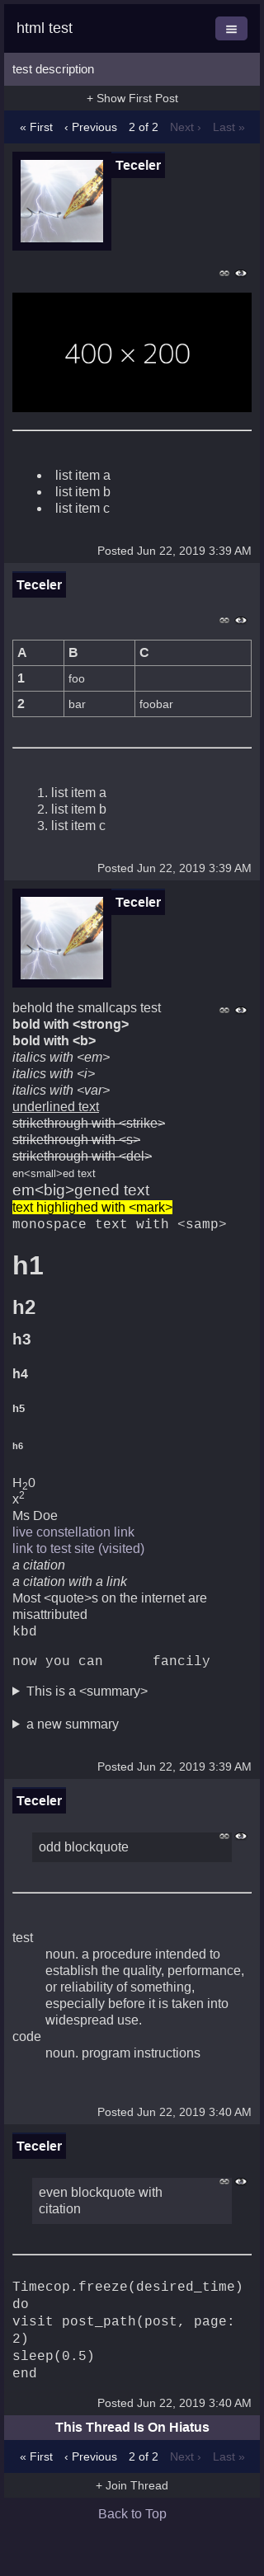 html test
test description
+ Show First Post
« First ‹ Previous 2 of 2 Next › Last »
Teceler
400 × 200
• list item a
• list item b
• list item c
Posted Jun 22, 2019 3:39 AM
Teceler
A B C
1 foo
2 bar foobar
1. list item a
2. list item b
3. list item c
Posted Jun 22, 2019 3:39 AM
Teceler
behold the smallcaps test
bold with <strong>
bold with <b>
italics with <em>
italics with <i>
italics with <var>
underlined text
strikethrough with <strike>
strikethrough with <s>
strikethrough with <del>
en<small>ed text
em<big>gened text
text highlighed with <mark>
monospace text with <samp>
h1
h2
h3
h4
h5
h6
H20
x2
Ms Doe
live constellation link
link to test site (visited)
a citation
a citation with a link
Most <quote>s on the internet are
misattributed
kbd
now you can fancily
▶ This is a <summary>
▶ a new summary
Posted Jun 22, 2019 3:39 AM
Teceler
odd blockquote
test
noun. a procedure intended to
establish the quality, performance,
or reliability of something,
especially before it is taken into
widespread use.
code
noun. program instructions
Posted Jun 22, 2019 3:40 AM
Teceler
even blockquote with
citation
Timecop.freeze(desired_time)
do
visit post_path(post, page:
2)
sleep(0.5)
end
Posted Jun 22, 2019 3:40 AM
This Thread Is On Hiatus
« First ‹ Previous 2 of 2 Next › Last »
+ Join Thread
Back to Top